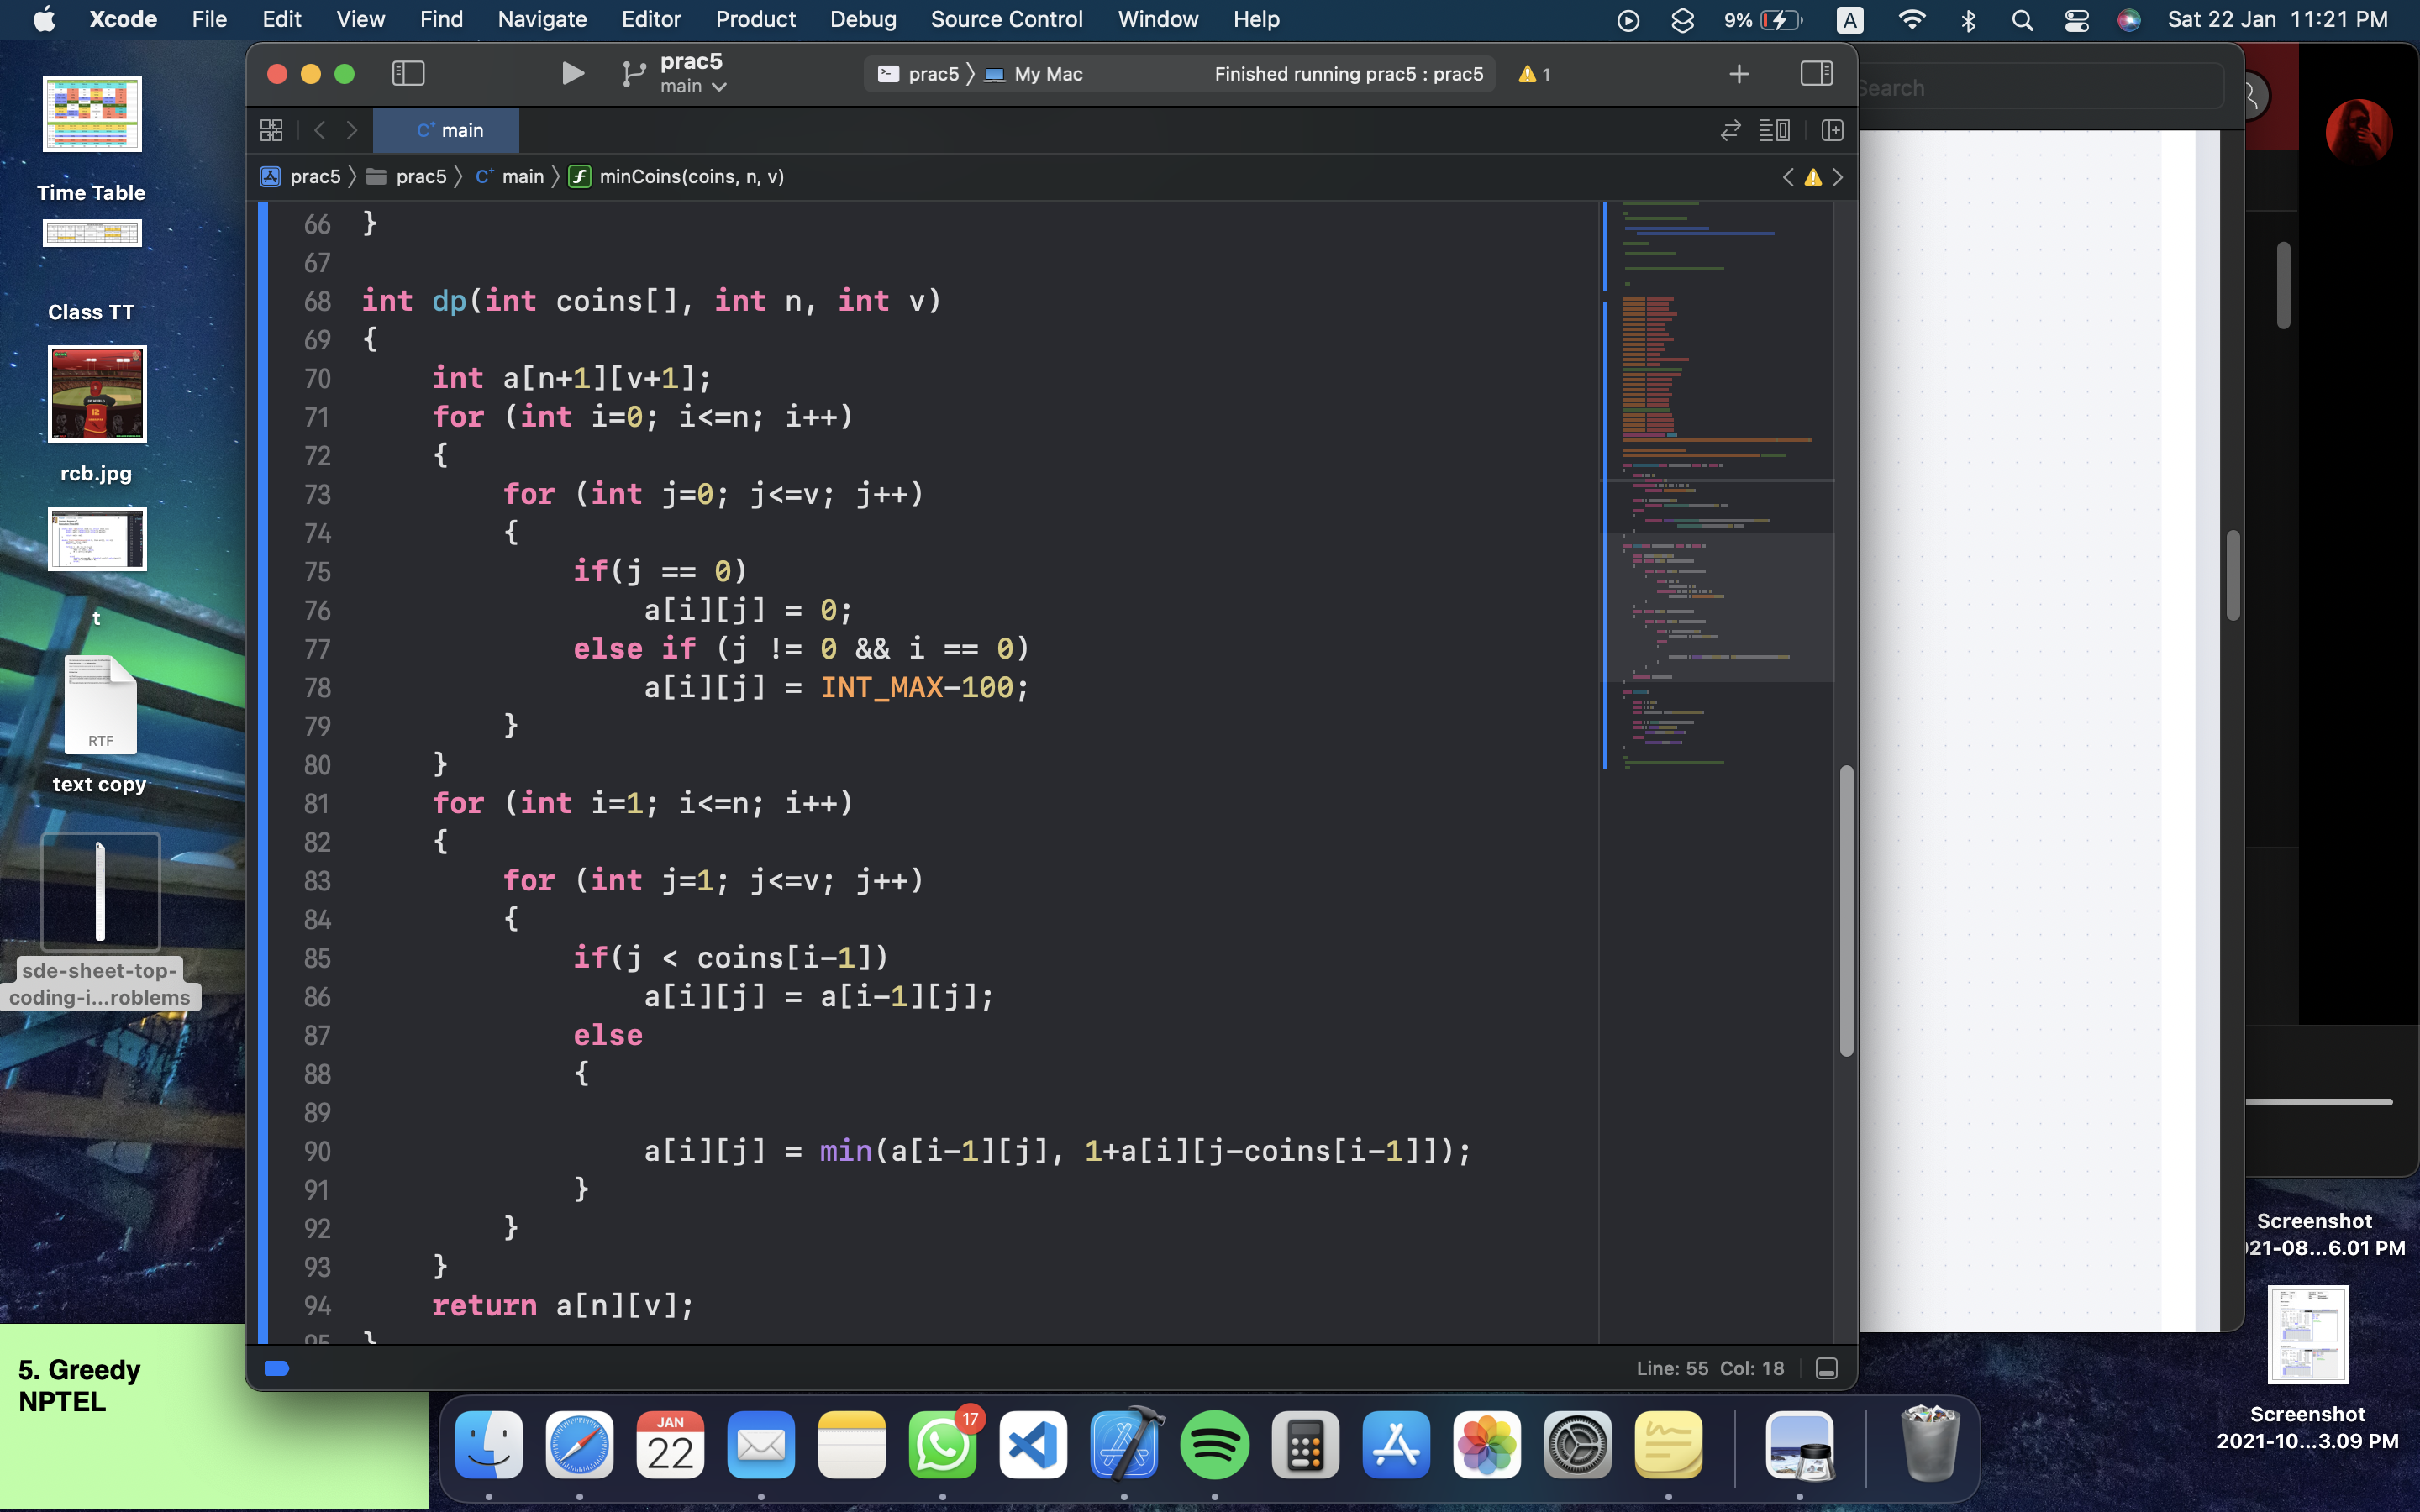 Xcode File Edit View Find Navigate Editor Product Debug Source Control Window Help 9% A Sat 22 Jan 11:21 PM
prac5
main
prac5 〉 My Mac Finished running prac5 : prac5 1
Search
C+ main
prac5 〉 prac5 〉 C+ main 〉 f minCoins(coins, n, v)
66 }
67
68 int dp(int coins[], int n, int v)
69 {
70 int a[n+1][v+1];
71 for (int i=0; i<=n; i++)
72 {
73 for (int j=0; j<=v; j++)
74 {
75 if(j == 0)
76 a[i][j] = 0;
77 else if (j != 0 && i == 0)
78 a[i][j] = INT_MAX-100;
79 }
80 }
81 for (int i=1; i<=n; i++)
82 {
83 for (int j=1; j<=v; j++)
84 {
85 if(j < coins[i-1])
86 a[i][j] = a[i-1][j];
87 else
88 {
89
90 a[i][j] = min(a[i-1][j], 1+a[i][j-coins[i-1]]);
91 }
92 }
93 }
94 return a[n][v];
95 }
Line: 55 Col: 18
Time Table
Class TT
rcb.jpg
t
RTF
text copy
sde-sheet-top-
coding-i...roblems
5. Greedy
NPTEL
Screenshot
21-08...6.01 PM
Screenshot
2021-10...3.09 PM
JAN
22
17